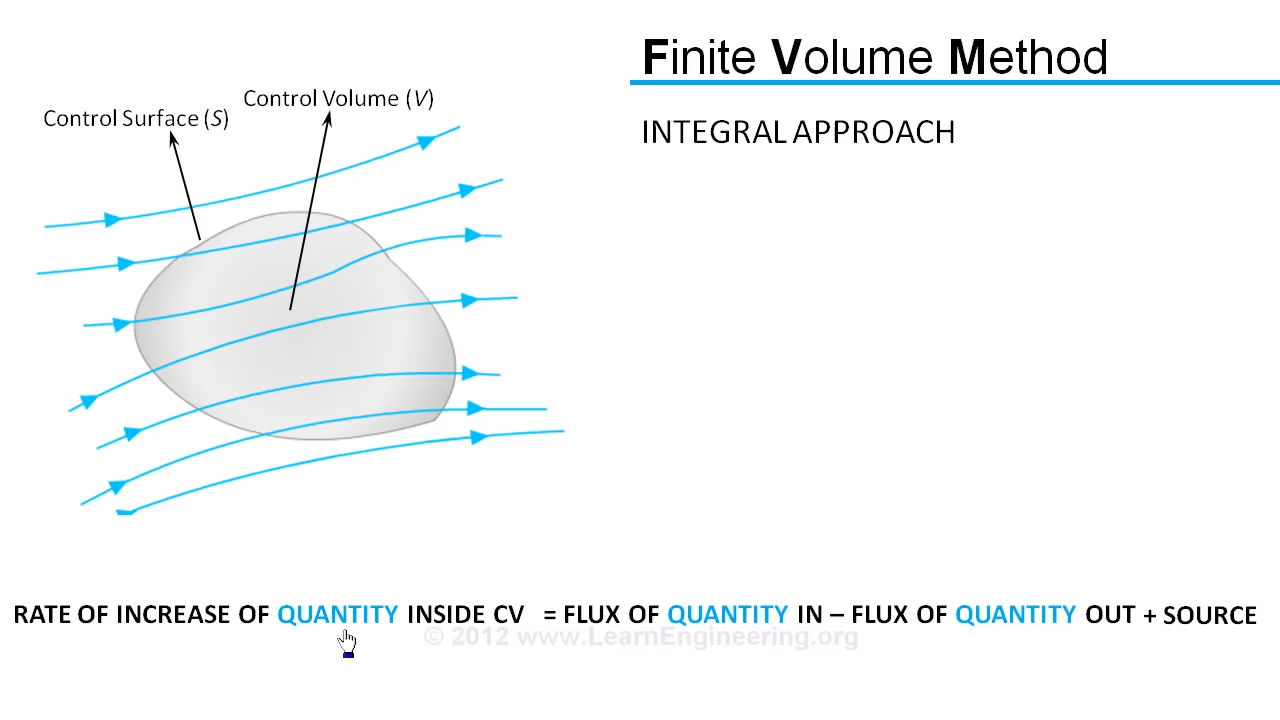 Finite Volume Method
INTEGRAL APPROACH
Control Volume (V)
Control Surface (S)
RATE OF INCREASE OF QUANTITY INSIDE CV = FLUX OF QUANTITY IN – FLUX OF QUANTITY OUT + SOURCE
© 2012 www.LearnEngineering.org